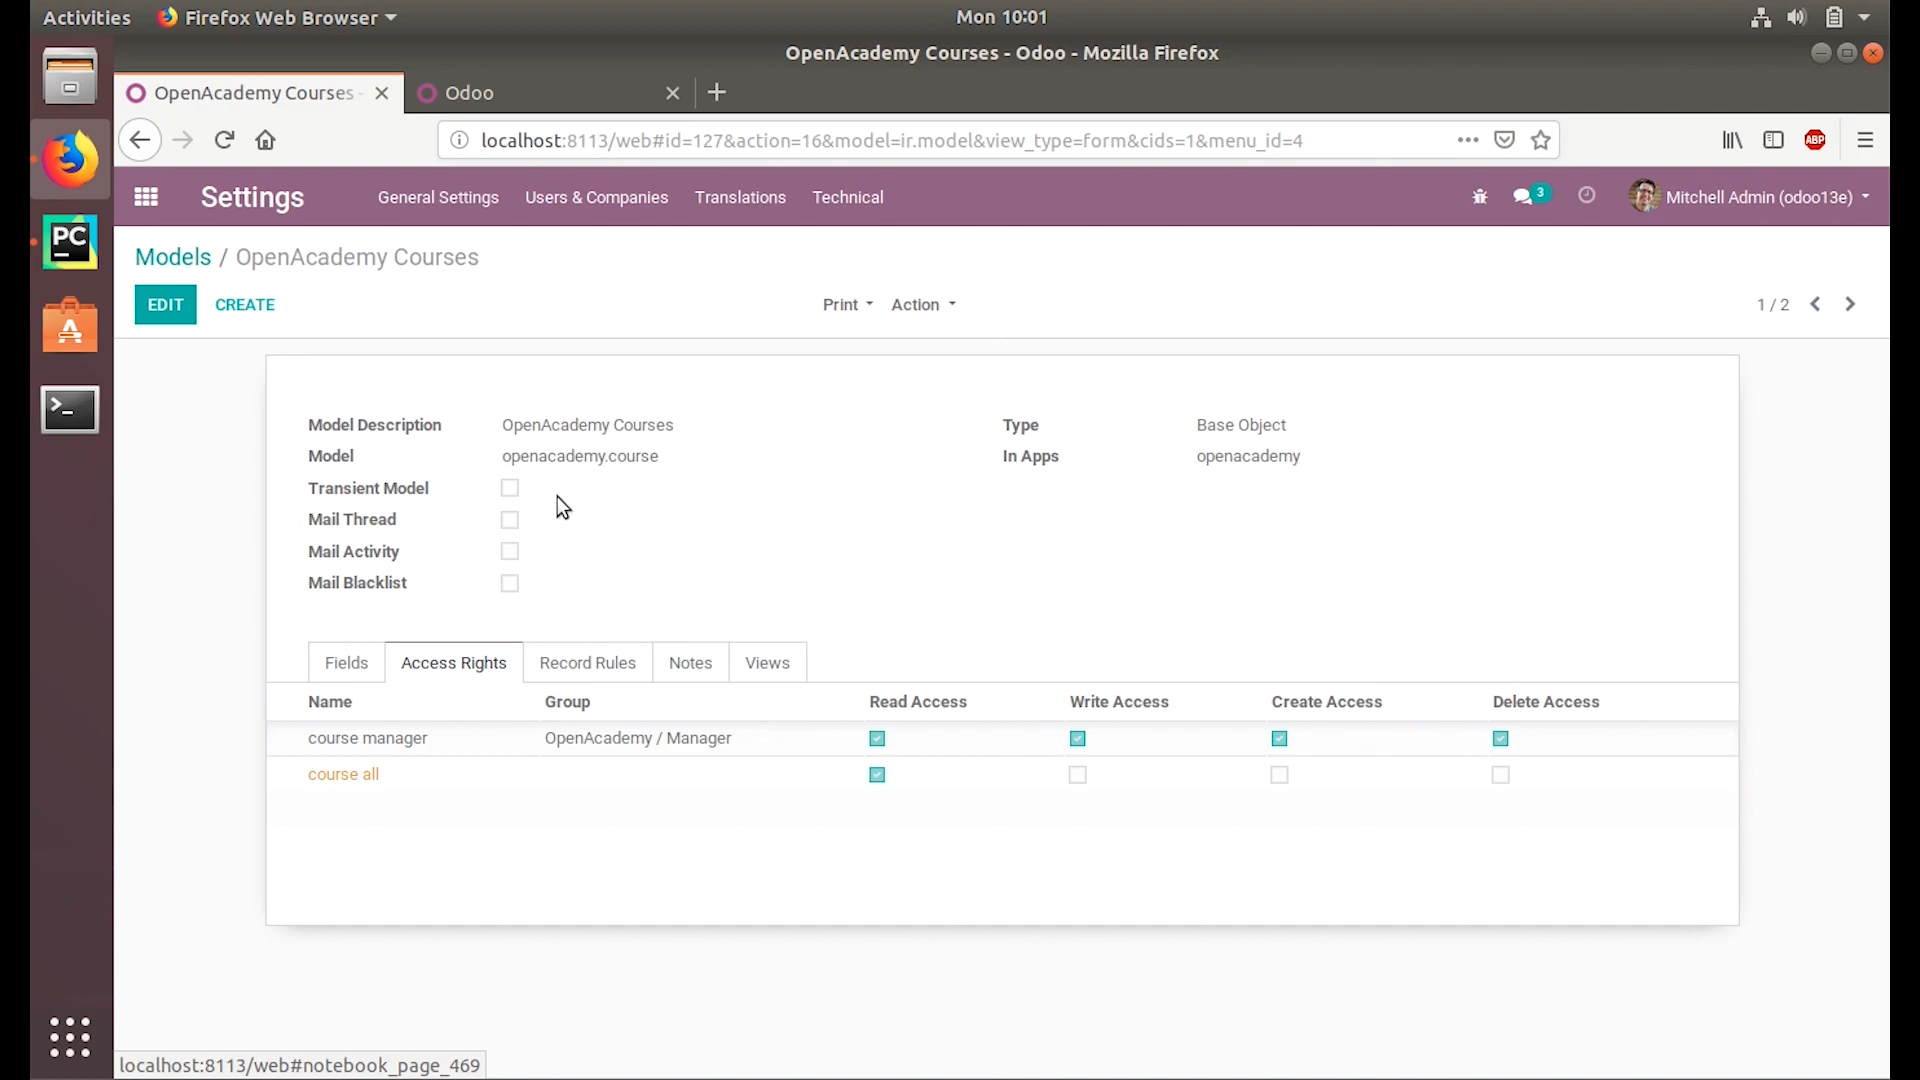 Activities Firefox Web Browser Mon 10:01
OpenAcademy Courses - Odoo - Mozilla Firefox
OpenAcademy Courses - Odoo
localhost:8113/web#id=127&action=16&model=ir.model&view_type=form&cids=1&menu_id=4 ABP
Settings General Settings Users & Companies Translations Technical 3 Mitchell Admin (odoo13e)
PC
Models / OpenAcademy Courses
EDIT CREATE Print Action 1 / 2
Model Description OpenAcademy Courses Type Base Object
Model openacademy.course In Apps openacademy
Transient Model
Mail Thread
Mail Activity
Mail Blacklist
Fields Access Rights Record Rules Notes Views
Name Group Read Access Write Access Create Access Delete Access
course manager OpenAcademy / Manager
course all
localhost:8113/web#notebook_page_469